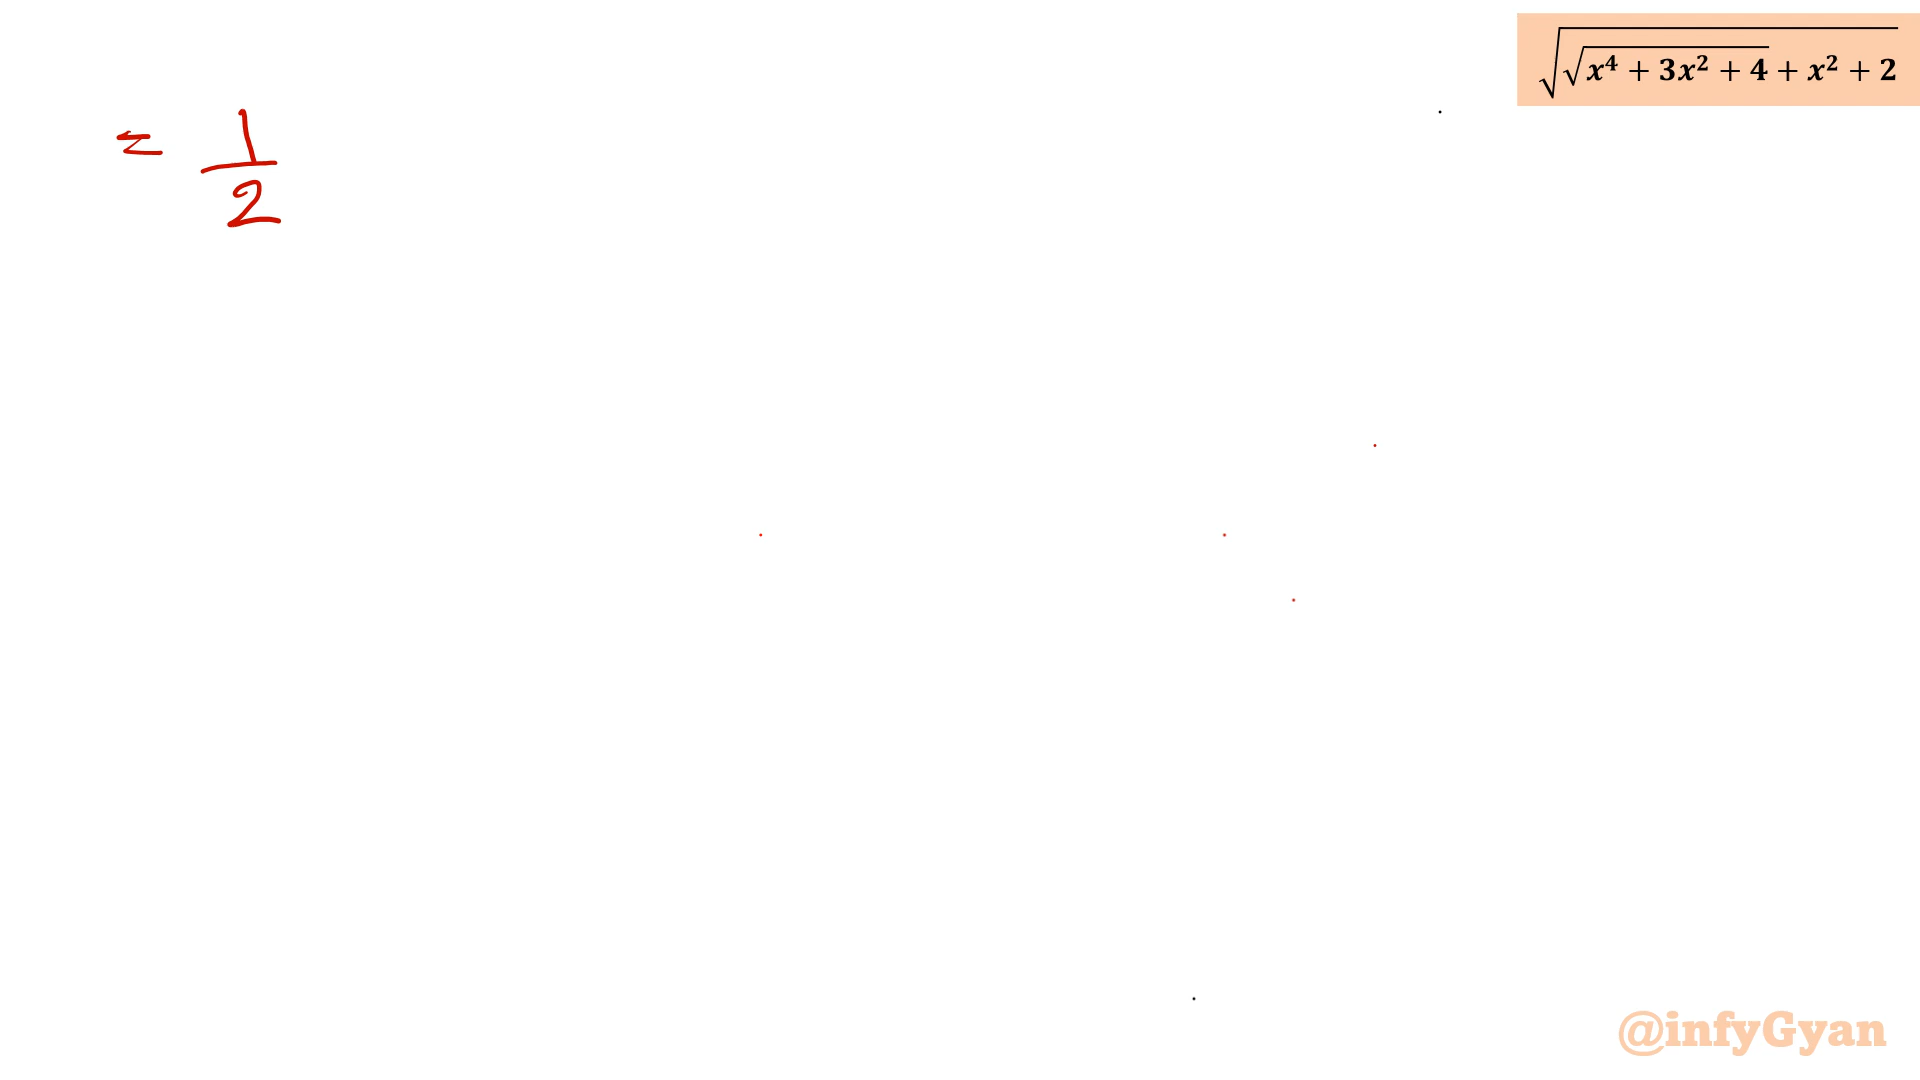 √(√(x⁴ + 3x² + 4) + x² + 2)
= 1/2
@infyGyan